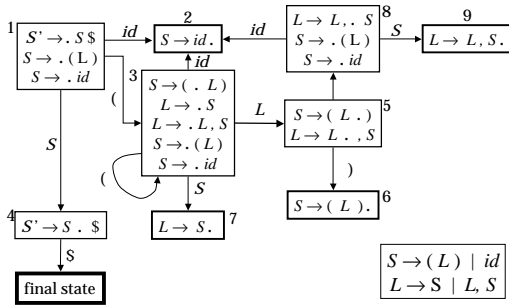 1
S' → . S $
S → . (L)
S → . id
id
(
S
2
S → id .
id
3
S → ( . L )
L → . S
L → . L , S
S → . ( L )
S → . id
(
L
S
4
S' → S . $
$
final state
L → S .
7
id
8
L → L , . S
S → . (L)
S → . id
S
9
L → L , S .
S → ( L . )
L → L . , S
5
)
S → ( L ) .
6
S → ( L ) | id
L → S | L, S